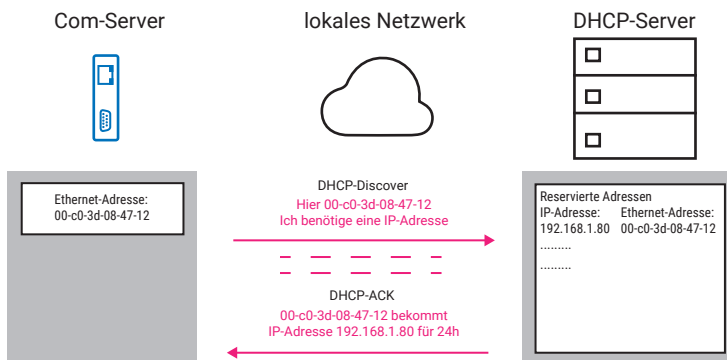 Com-Server
lokales Netzwerk
DHCP-Server
Ethernet-Adresse:
00-c0-3d-08-47-12
DHCP-Discover
Hier 00-c0-3d-08-47-12
Ich benötige eine IP-Adresse
DHCP-ACK
00-c0-3d-08-47-12 bekommt
IP-Adresse 192.168.1.80 für 24h
Reservierte Adressen
IP-Adresse: Ethernet-Adresse:
192.168.1.80 00-c0-3d-08-47-12
.........
.........